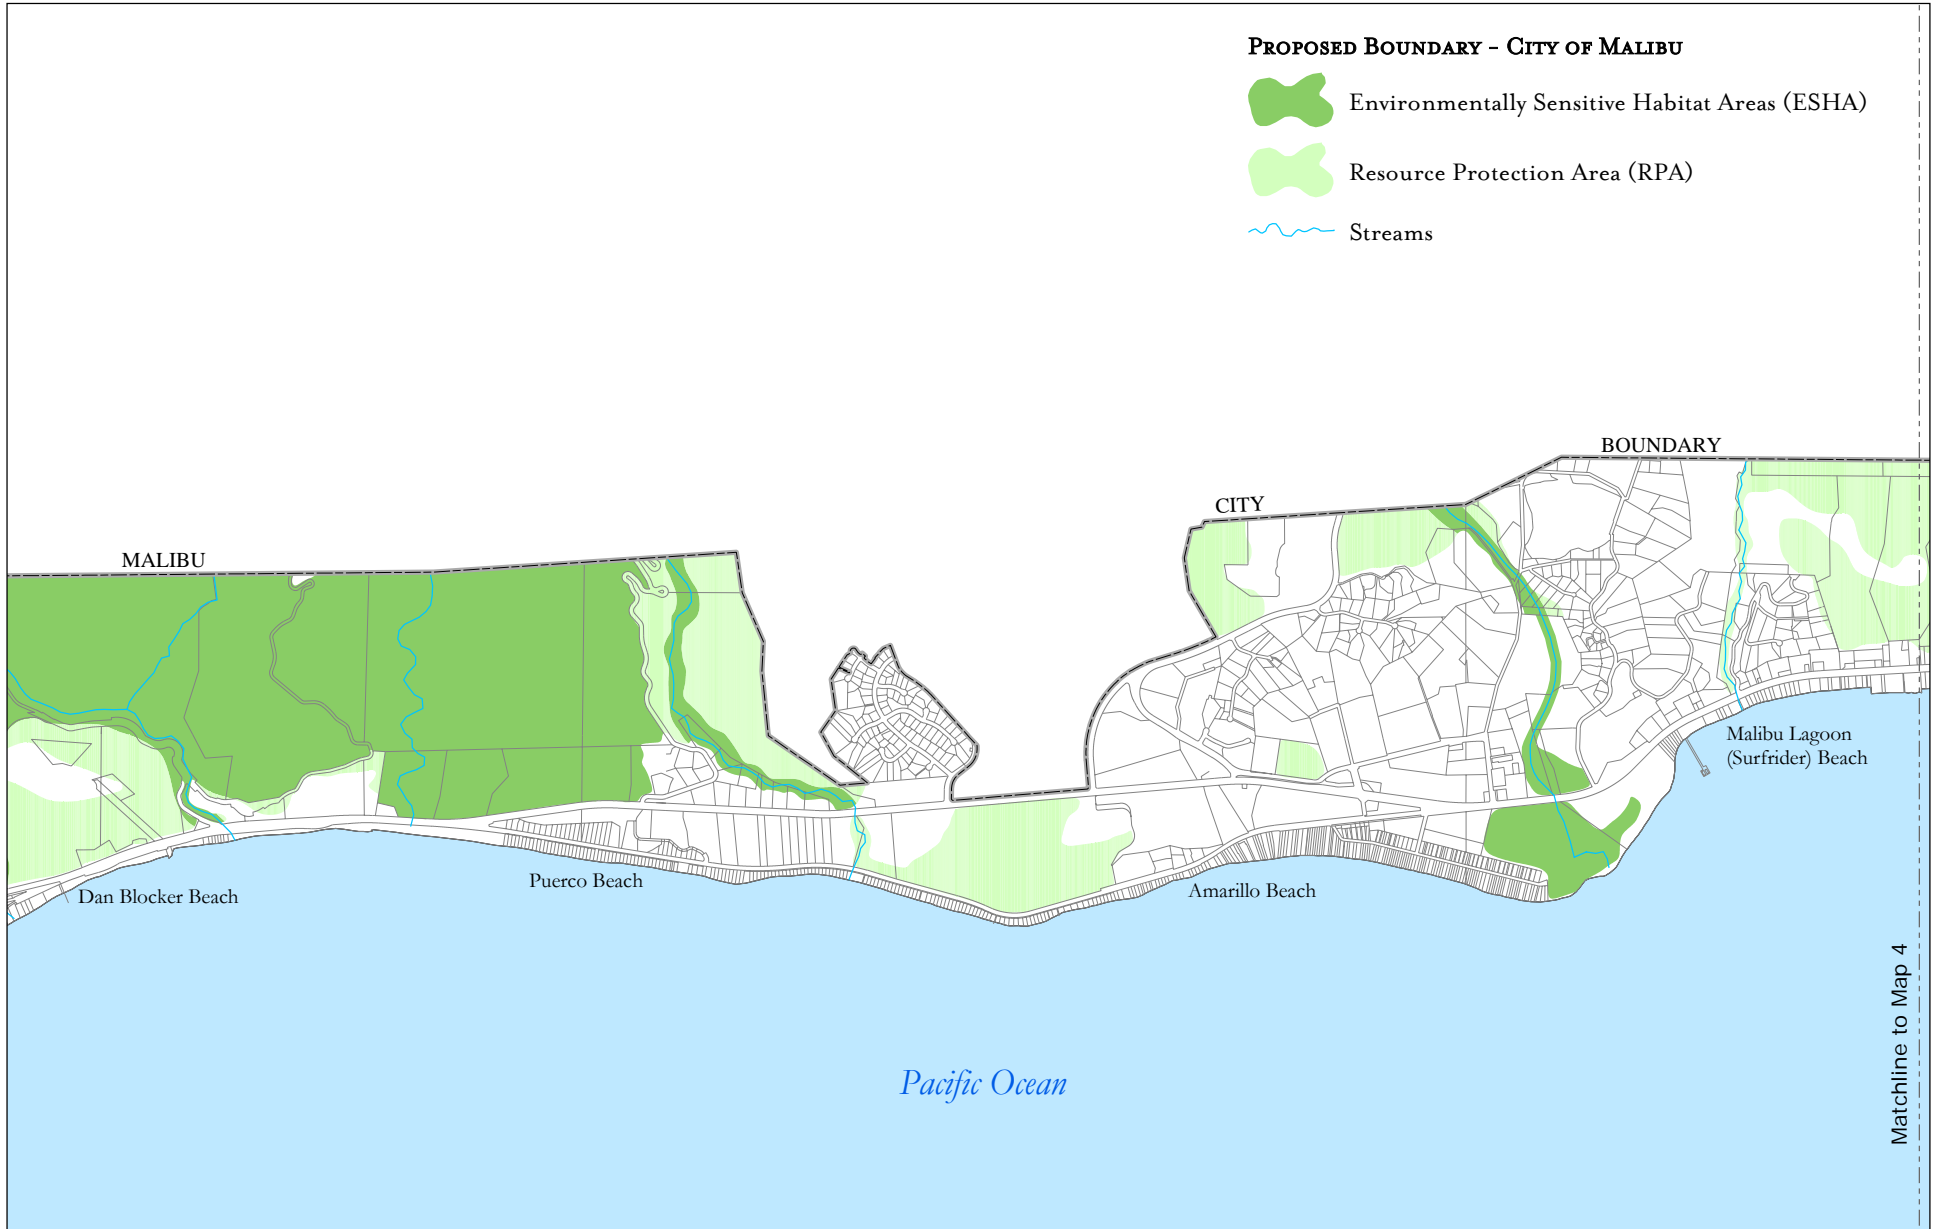 PROPOSED BOUNDARY – CITY OF MALIBU
Environmentally Sensitive Habitat Areas (ESHA)
Resource Protection Area (RPA)
Streams
BOUNDARY
CITY
MALIBU
Malibu Lagoon
(Surfrider) Beach
Puerco Beach
Amarillo Beach
Dan Blocker Beach
Pacific Ocean
Matchline to Map 4